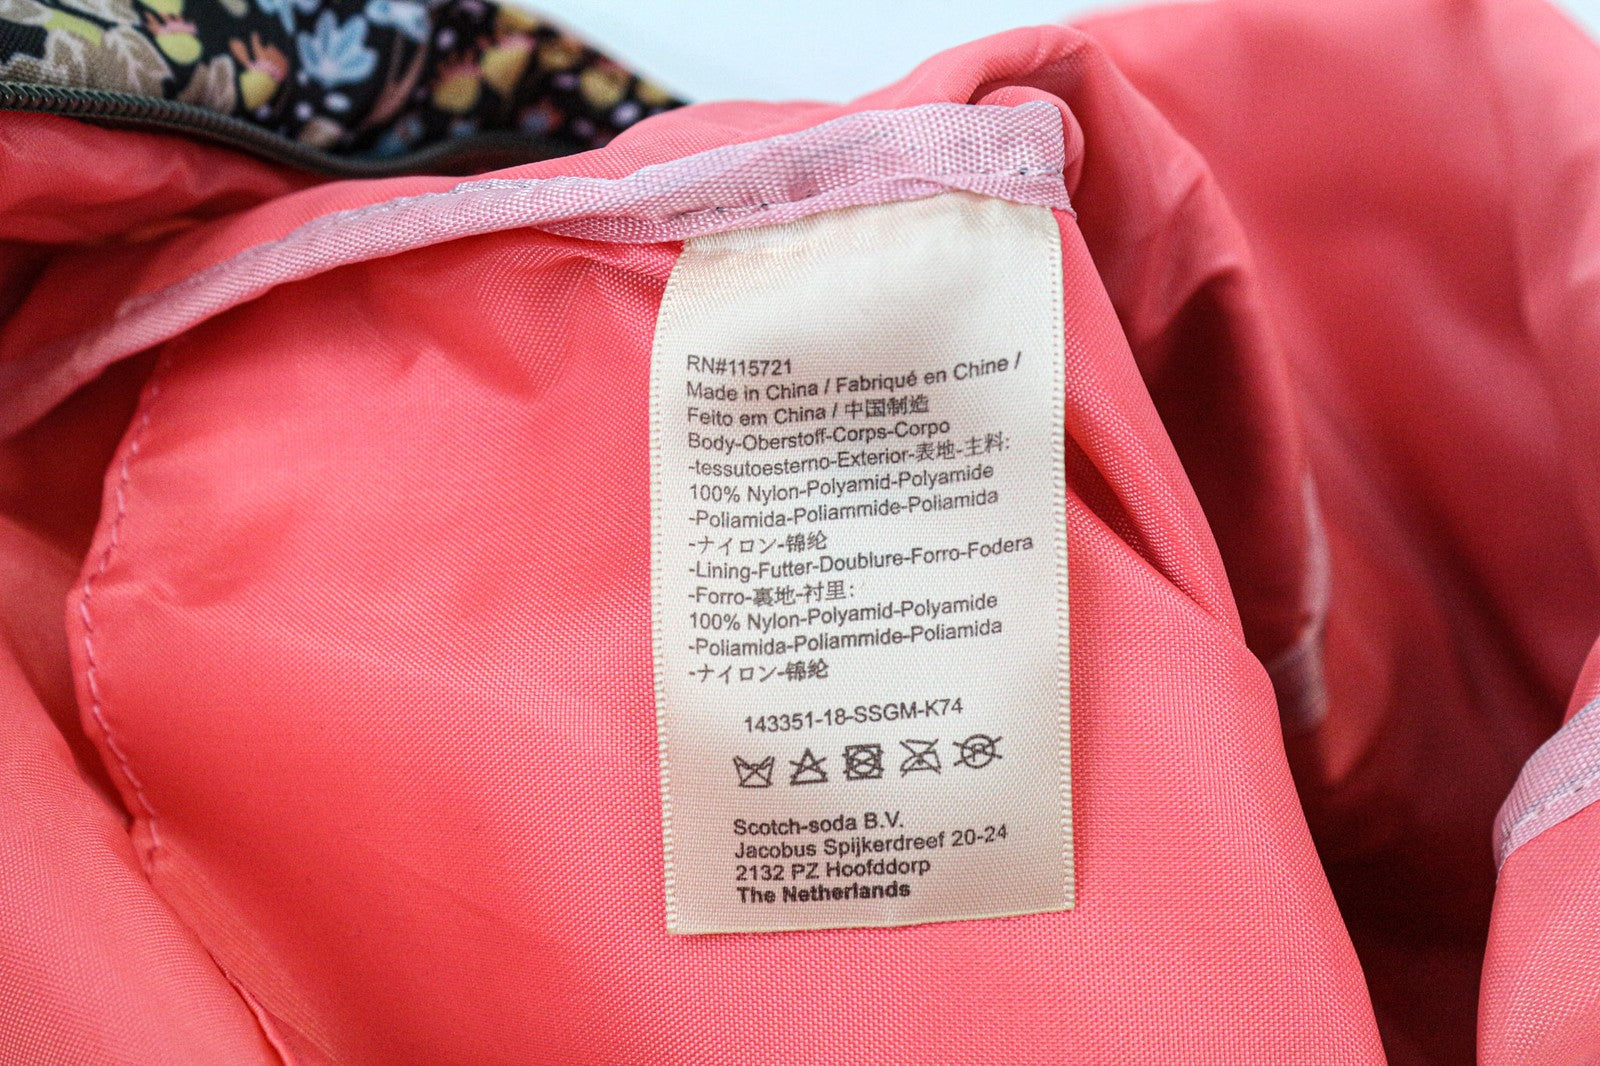 RN#115721
Made in China / Fabriqué en Chine /
Feito em China / 中国制造
Body-Oberstoff-Corps-Corpo
-tessutoesterno-Exterior-表地-主料:
100% Nylon-Polyamid-Polyamide
-Poliamida-Poliammide-Poliamida
-ナイロン-锦纶
-Lining-Futter-Doublure-Forro-Fodera
-Forro-裏地-衬里:
100% Nylon-Polyamid-Polyamide
-Poliamida-Poliammide-Poliamida
-ナイロン-锦纶
143351-18-SSGM-K74
Scotch-soda B.V.
Jacobus Spijkerdreef 20-24
2132 PZ Hoofddorp
The Netherlands